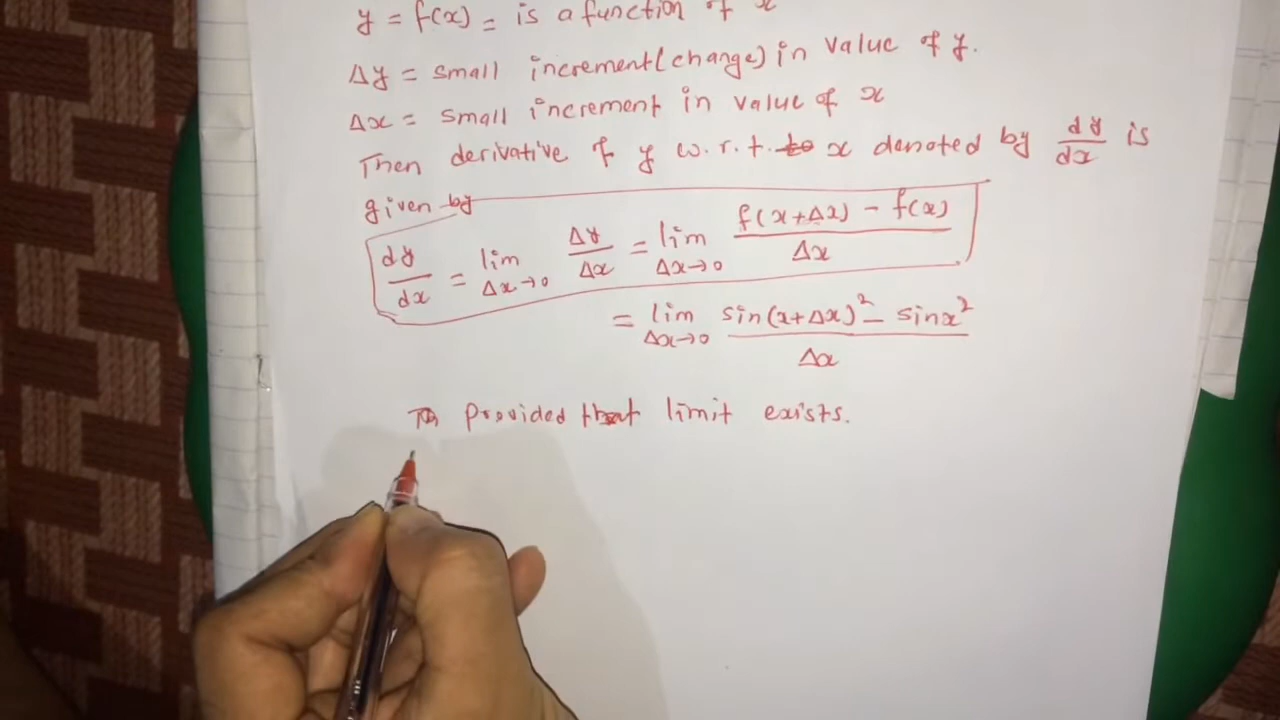 y = f(x) = is a function of x
Δy = small increment(change) in value of y.
Δx = small increment in value of x
Then derivative of y w.r.t. x denoted by dy/dx is
given by
dy/dx = lim Δx→0 Δy/Δx = lim Δx→0 f(x+Δx) - f(x)/Δx
= lim Δx→0 sin(x+Δx)² - sinx²/Δx
Provided that limit exists.